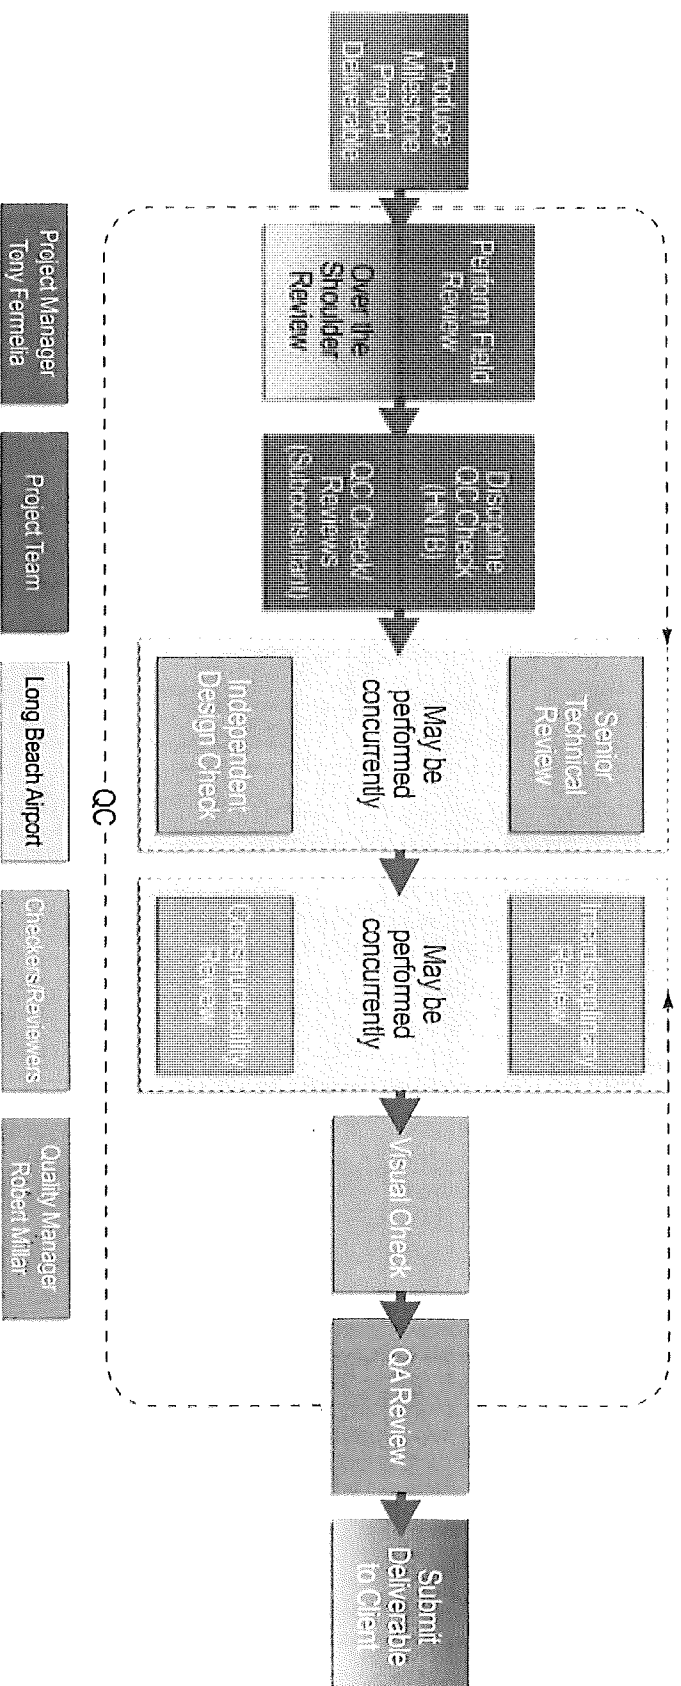 Produce
Milestone
Project
Deliverable
Perform Field
Review
Over the
Shoulder
Review
Discipline
QC Check
(HNTB)
QC Check/
Reviews
(Subconsultant)
Senior
Technical
Review
May be
performed
concurrently
Independent
Design Check
Interdisciplinary
Review
May be
performed
concurrently
Constructability
Review
Visual Check
QA Review
Submit
Deliverable
to Client
QC
Project Manager
Tony Fermelia
Project Team
Long Beach Airport
Checkers/Reviewers
Quality Manager
Robert Millar